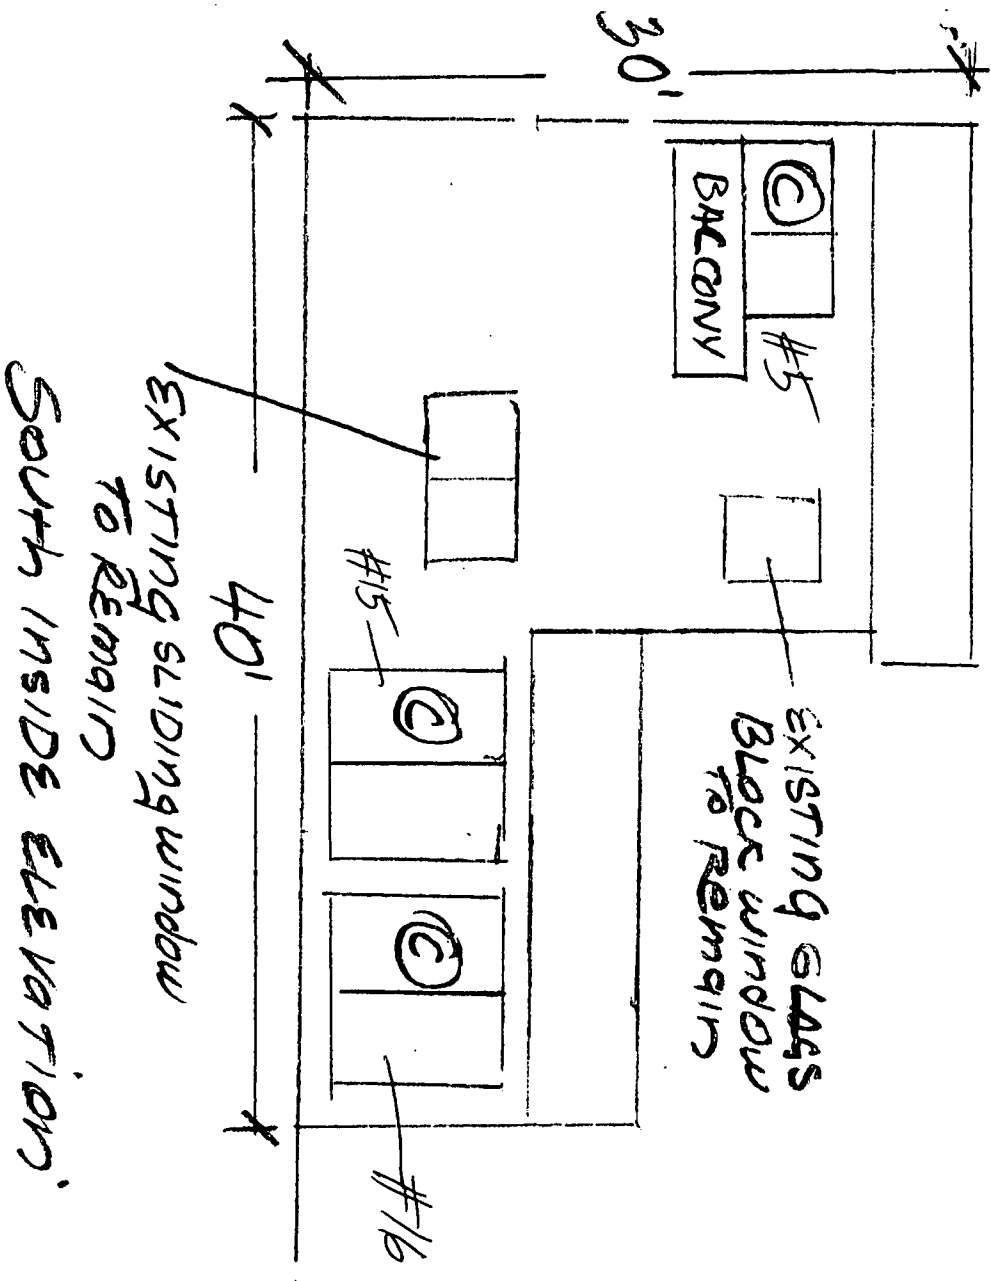 30'
Ⓒ
BALCONY
#5
EXISTING GLASS
BLOCK WINDOW
TO REMAIN
EXISTING SLIDING WINDOW
TO REMAIN
#15
Ⓒ
Ⓒ
#16
40'
SOUTH INSIDE ELEVATION